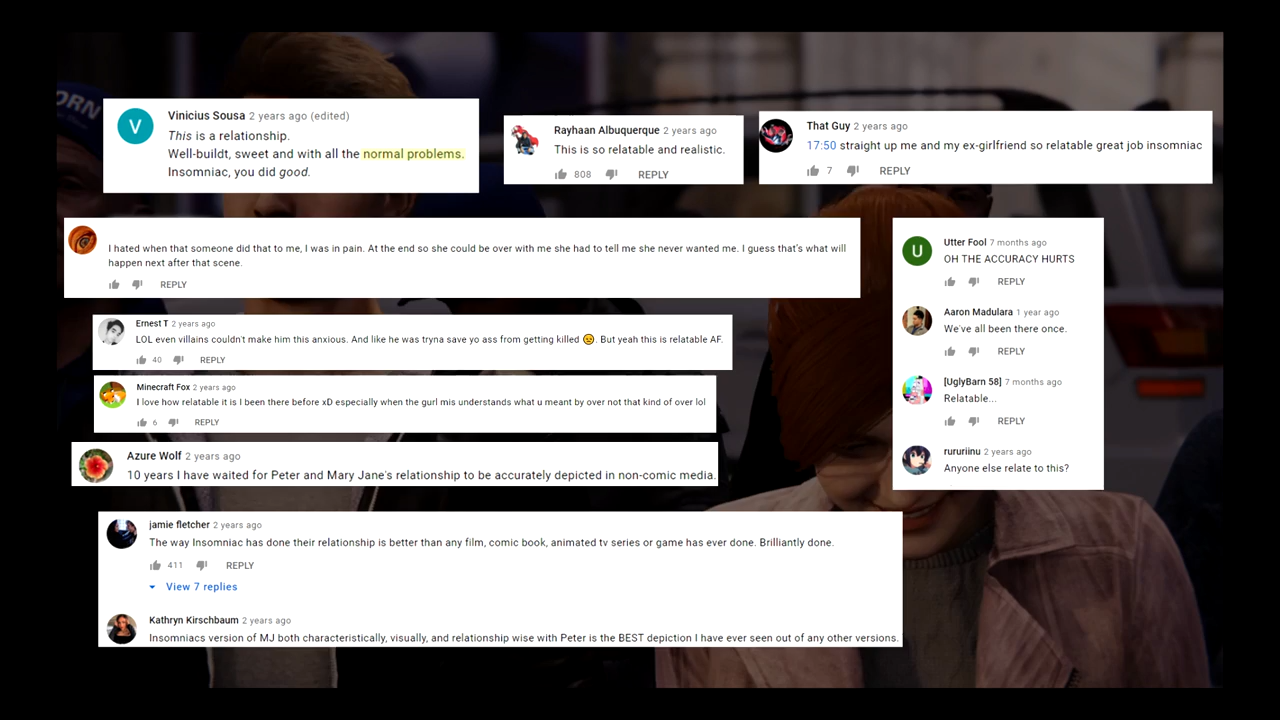 ORN
V
Vinicius Sousa 2 years ago (edited)
This is a relationship.
Well-buildt, sweet and with all the normal problems.
Insomniac, you did good.
Rayhaan Albuquerque 2 years ago
This is so relatable and realistic.
808 REPLY
That Guy 2 years ago
17:50 straight up me and my ex-girlfriend so relatable great job insomniac
7 REPLY
I hated when that someone did that to me, I was in pain. At the end so she could be over with me she had to tell me she never wanted me. I guess that's what will
happen next after that scene.
REPLY
Ernest T 2 years ago
LOL even villains couldn't make him this anxious. And like he was tryna save yo ass from getting killed 😥. But yeah this is relatable AF.
40 REPLY
Minecraft Fox 2 years ago
I love how relatable it is I been there before xD especially when the gurl mis understands what u meant by over not that kind of over lol
6 REPLY
Azure Wolf 2 years ago
10 years I have waited for Peter and Mary Jane's relationship to be accurately depicted in non-comic media.
U
Utter Fool 7 months ago
OH THE ACCURACY HURTS
REPLY
Aaron Madulara 1 year ago
We've all been there once.
REPLY
[UglyBarn 58] 7 months ago
Relatable...
REPLY
rururiinu 2 years ago
Anyone else relate to this?
jamie fletcher 2 years ago
The way Insomniac has done their relationship is better than any film, comic book, animated tv series or game has ever done. Brilliantly done.
411 REPLY
View 7 replies
Kathryn Kirschbaum 2 years ago
Insomniacs version of MJ both characteristically, visually, and relationship wise with Peter is the BEST depiction I have ever seen out of any other versions.